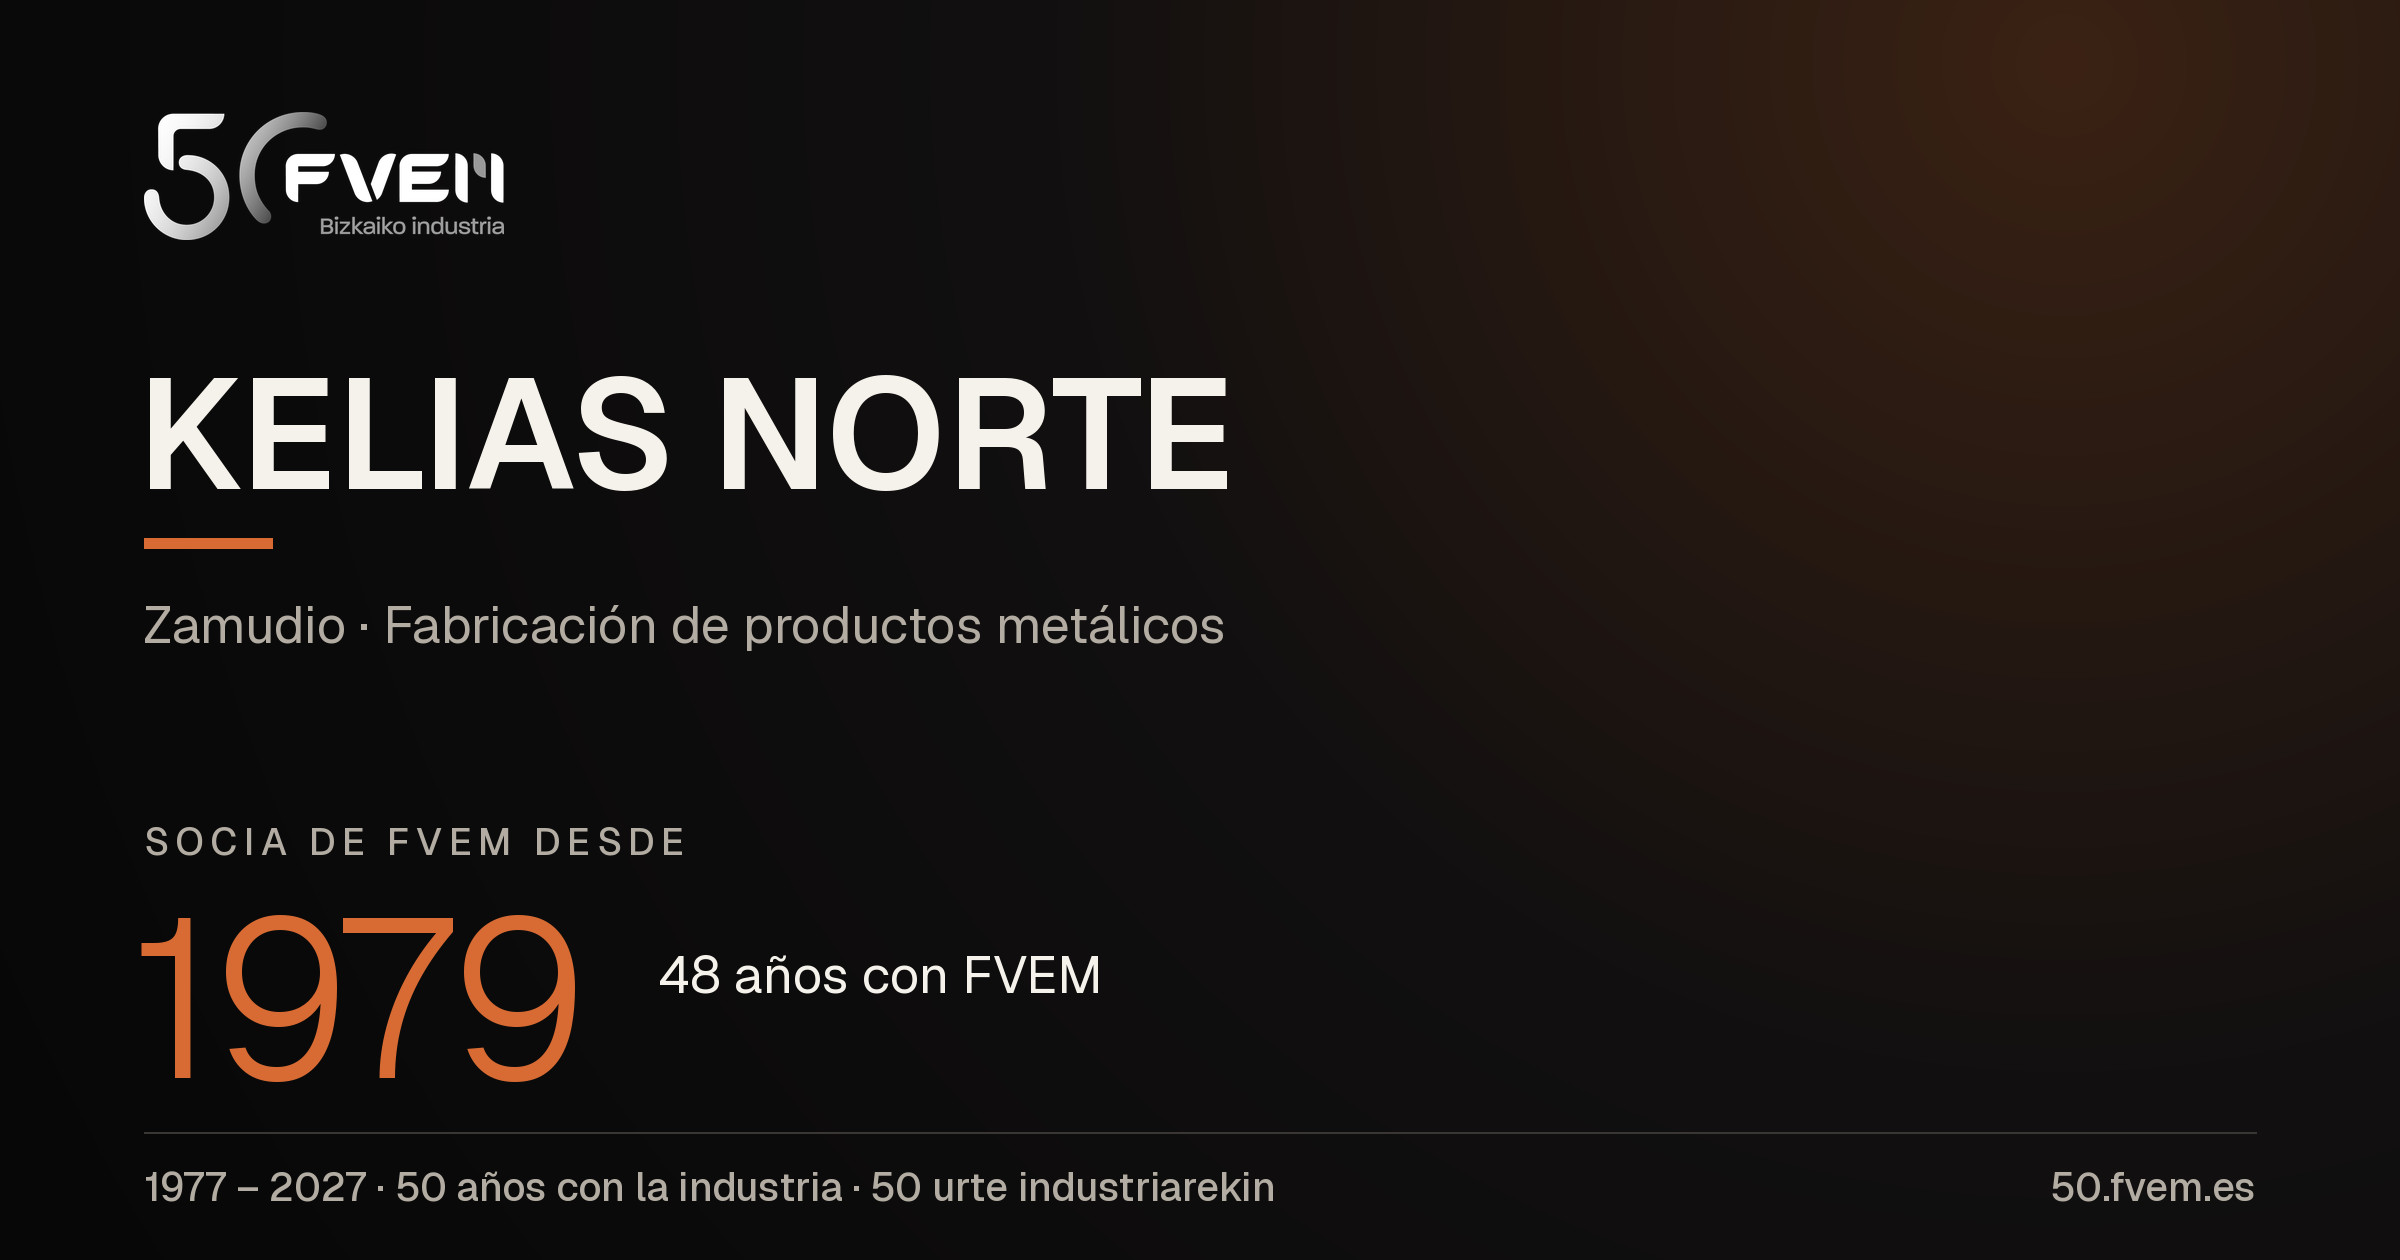 50 FVEM
Bizkaiko industria
KELIAS NORTE
Zamudio · Fabricación de productos metálicos
SOCIA DE FVEM DESDE
1979
48 años con FVEM
1977 – 2027 · 50 años con la industria · 50 urte industriarekin
50.fvem.es